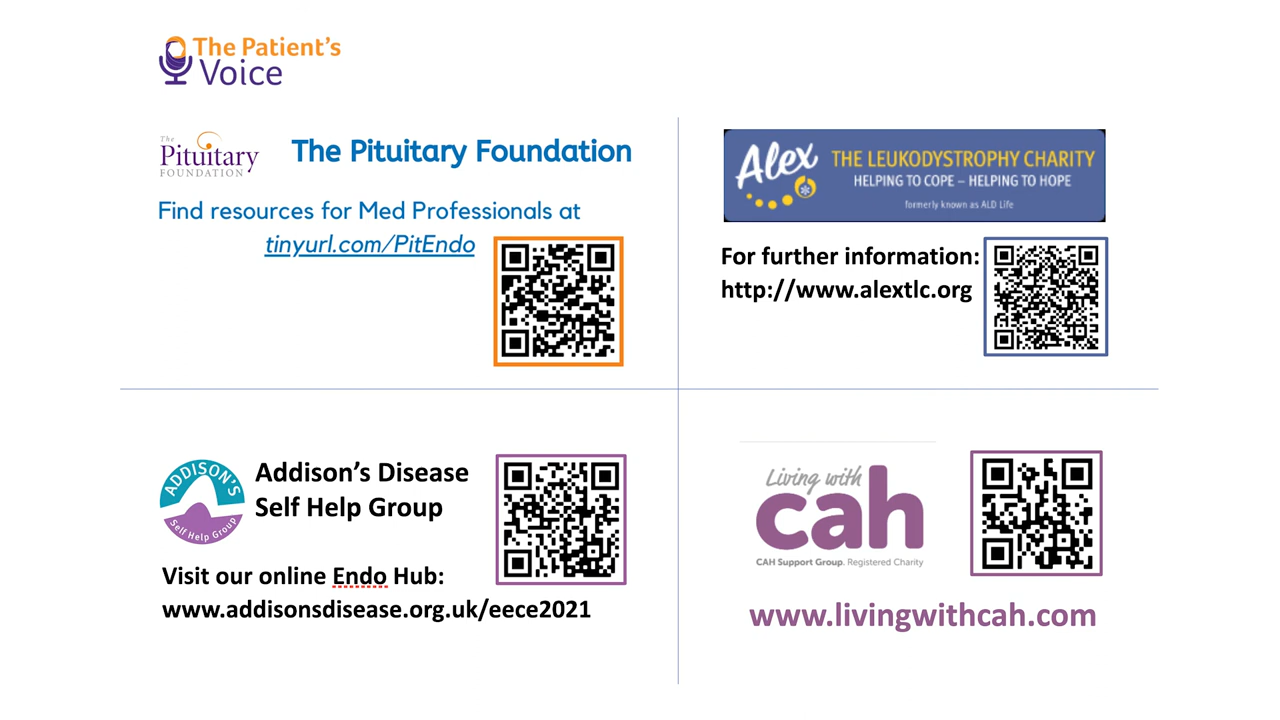 The Patient's
Voice
The
Pituitary
FOUNDATION
The Pituitary Foundation
Find resources for Med Professionals at
tinyurl.com/PitEndo
Alex
THE LEUKODYSTROPHY CHARITY
HELPING TO COPE – HELPING TO HOPE
formerly known as ALD Life
For further information:
http://www.alextlc.org
ADDISON'S
Self Help Group
Addison's Disease
Self Help Group
Visit our online Endo Hub:
www.addisonsdisease.org.uk/eece2021
Living with
cah
CAH Support Group. Registered Charity
www.livingwithcah.com